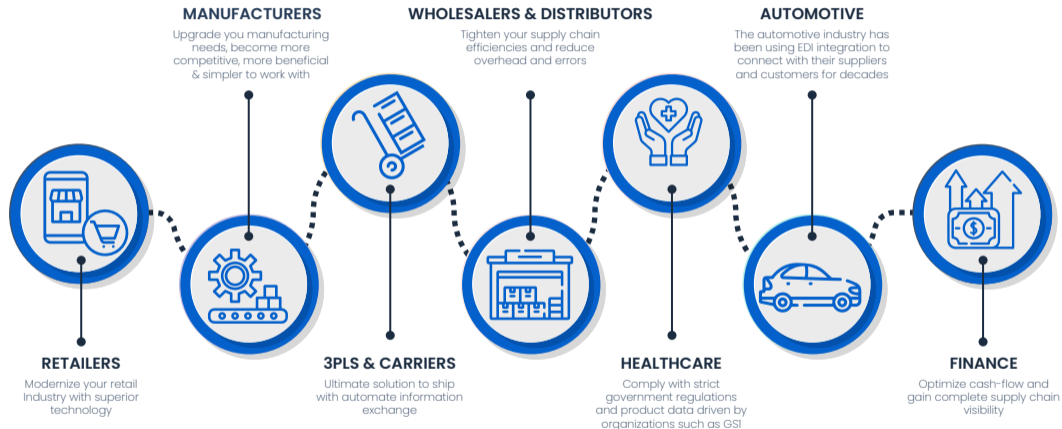 MANUFACTURERS
Upgrade you manufacturing
needs, become more
competitive, more beneficial
& simpler to work with
WHOLESALERS & DISTRIBUTORS
Tighten your supply chain
efficiencies and reduce
overhead and errors
AUTOMOTIVE
The automotive industry has
been using EDI integration to
connect with their suppliers
and customers for decades
RETAILERS
Modernize your retail
Industry with superior
technology
3PLS & CARRIERS
Ultimate solution to ship
with automate information
exchange
HEALTHCARE
Comply with strict
government regulations
and product data driven by
organizations such as GS1
FINANCE
Optimize cash-flow and
gain complete supply chain
visibility